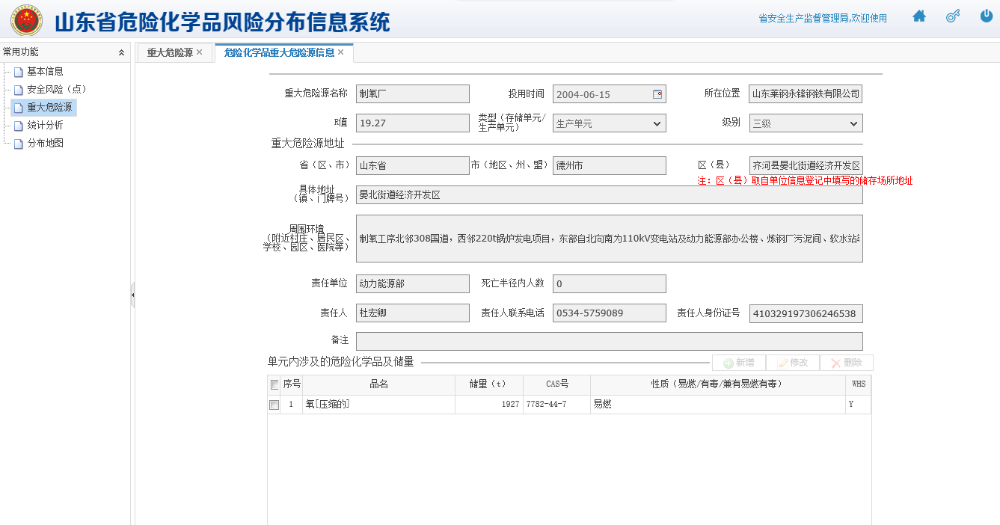 山东省危险化学品风险分布信息系统
省安全生产监督管理局,欢迎使用
常用功能
重大危险源
危险化学品重大危险源信息
基本信息
安全风险（点）
重大危险源
统计分析
分布地图
重大危险源名称 制氧厂 投用时间 2004-06-15 所在位置 山东莱钢永锋钢铁有限公司
R值 19.27 类型（存储单元/
生产单元） 生产单元 级别 三级
重大危险源地址
省（区、市） 山东省 市（地区、州、盟） 德州市 区（县） 齐河县晏北街道经济开发区
注：区（县）取自单位信息登记中填写的储存场所地址
具体地址
（镇、门牌号） 晏北街道经济开发区
周围环境
（附近村庄、居民区、
学校、园区、医院等） 制氧工序北邻308国道，西邻220t锅炉发电项目，东部自北向南为110kV变电站及动力能源部办公楼、炼钢厂污泥间、软水站
责任单位 动力能源部 死亡半径内人数 0
责任人 杜宏卿 责任人联系电话 0534-5759089 责任人身份证号 410329197306246538
备注
单元内涉及的危险化学品及储量 新增 修改 删除
序号 品名 储量（t） CAS号 性质（易燃/有毒/兼有易燃有毒） WHS
1 氧[压缩的] 1927 7782-44-7 易燃 Y